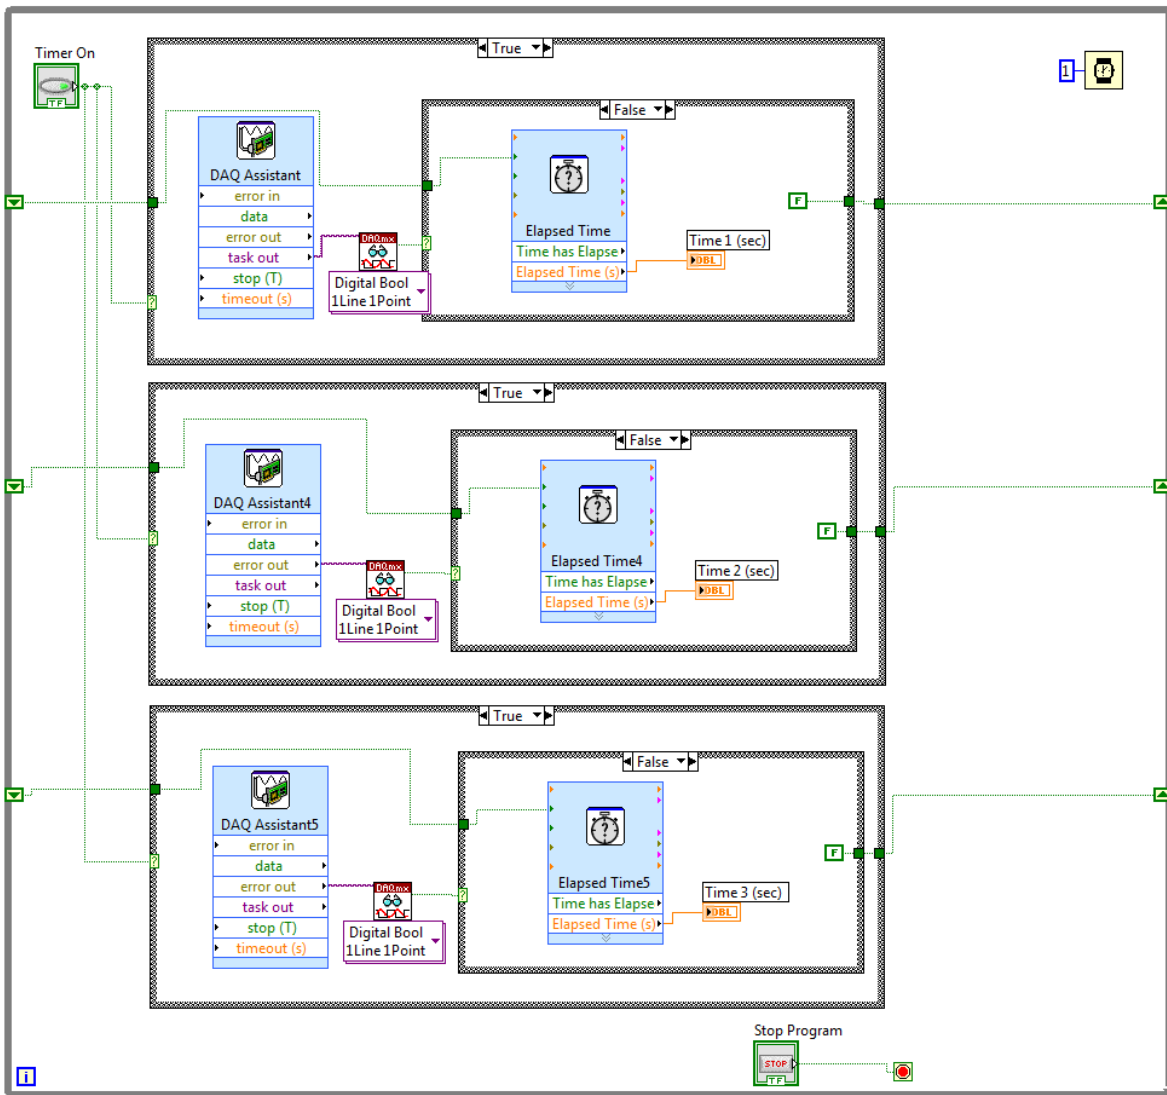 Timer On
TF
True
1
False
DAQ Assistant
error in
data
error out
task out
stop (T)
timeout (s)
DAQmx
Digital Bool
1Line 1Point
?
?
Elapsed Time
Time has Elapse
Elapsed Time (s)
?
F
Time 1 (sec)
DBL
True
False
DAQ Assistant4
error in
data
error out
task out
stop (T)
timeout (s)
DAQmx
Digital Bool
1Line 1Point
?
?
Elapsed Time4
Time has Elapse
Elapsed Time (s)
?
F
Time 2 (sec)
DBL
True
False
DAQ Assistant5
error in
data
error out
task out
stop (T)
timeout (s)
DAQmx
Digital Bool
1Line 1Point
?
?
Elapsed Time5
Time has Elapse
Elapsed Time (s)
?
F
Time 3 (sec)
DBL
Stop Program
STOP
TF
i